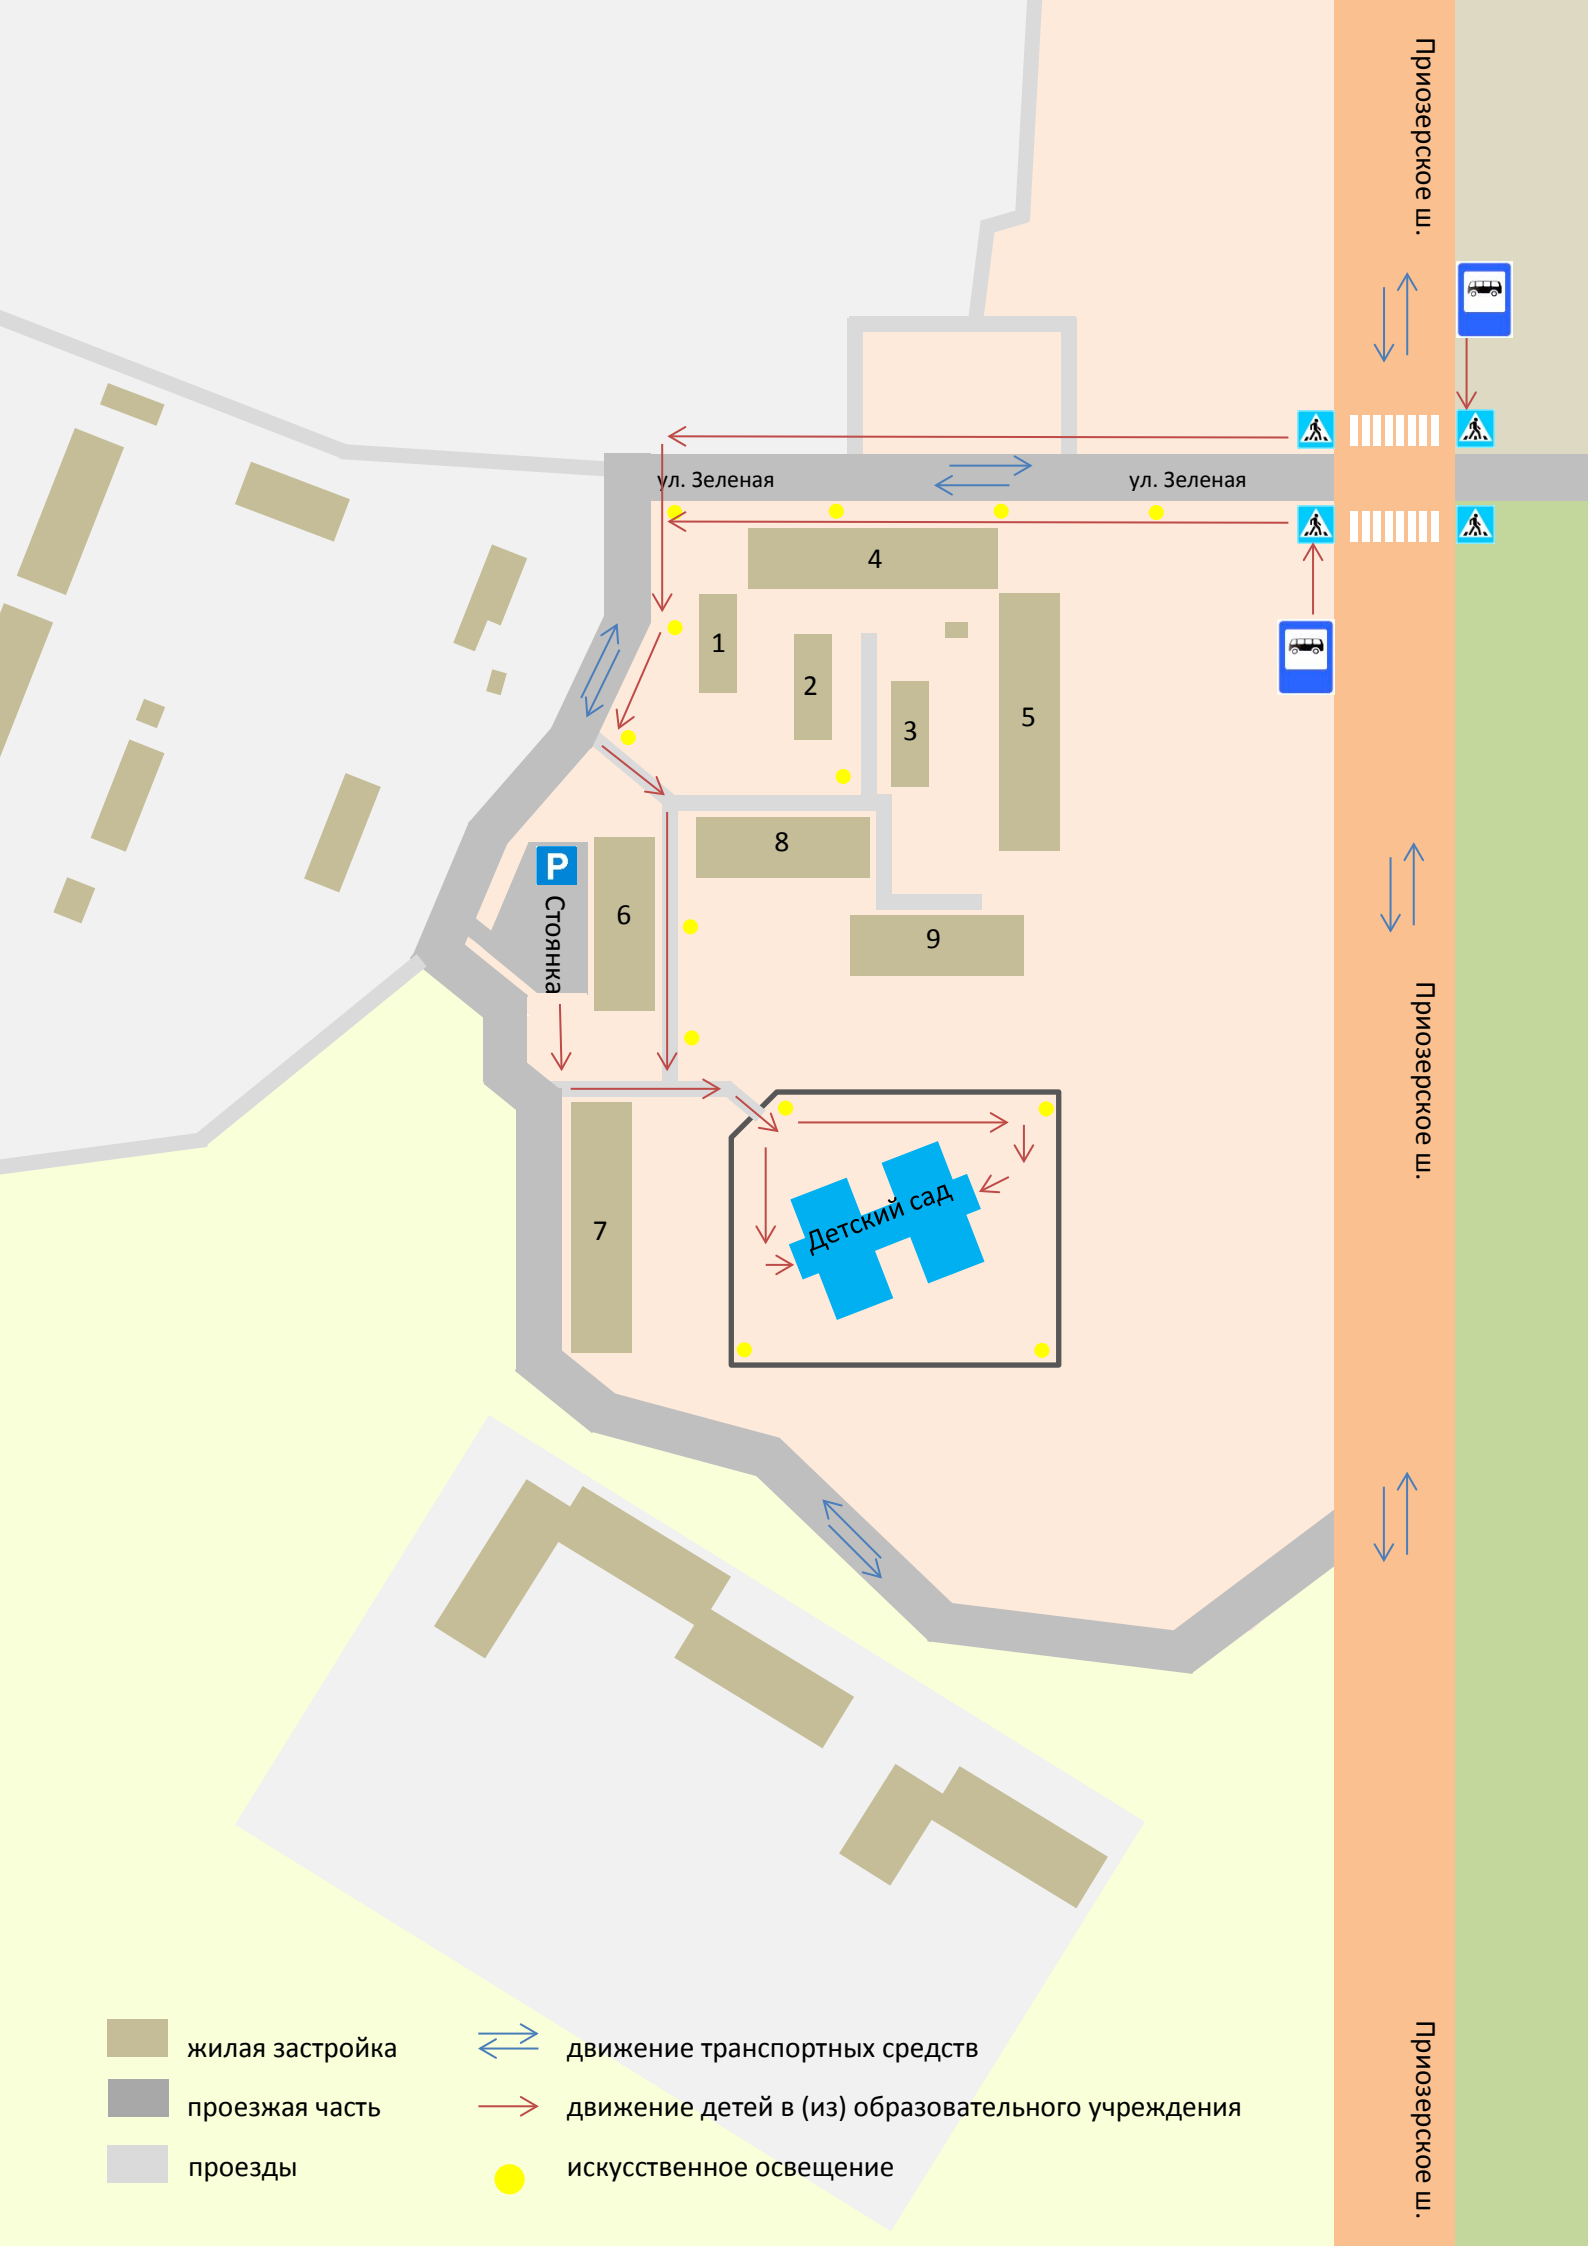 Приозерское ш.
ул. Зеленая
ул. Зеленая
4
1
2
3
5
8
P
Стоянка
6
9
Приозерское ш.
Детский сад
7
жилая застройка
движение транспортных средств
проезжая часть
движение детей в (из) образовательного учреждения
проезды
искусственное освещение
Приозерское ш.